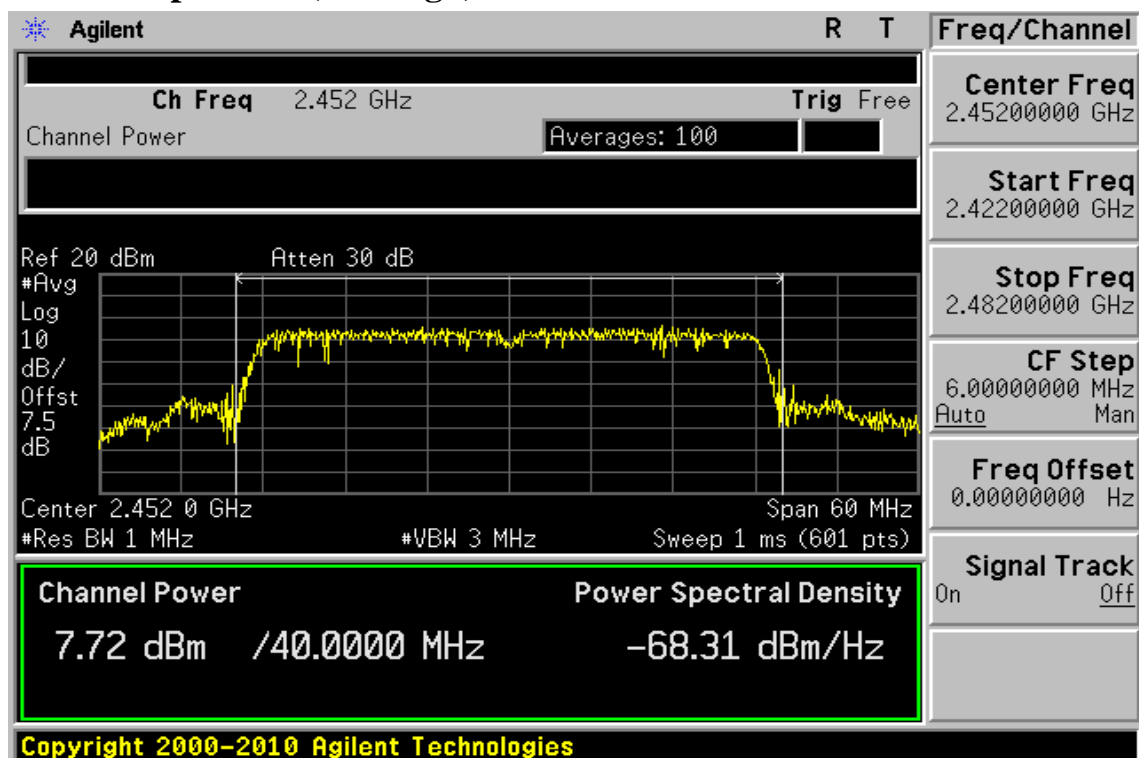 Agilent R T Freq/Channel
Ch Freq 2.452 GHz Trig Free
Channel Power Averages: 100
Center Freq
2.45200000 GHz
Start Freq
2.42200000 GHz
Stop Freq
2.48200000 GHz
CF Step
6.00000000 MHz
Auto Man
Freq Offset
0.00000000 Hz
Signal Track
On Off
Ref 20 dBm Atten 30 dB
#Avg
Log
10
dB/
Offst
7.5
dB
Center 2.452 0 GHz Span 60 MHz
#Res BW 1 MHz #VBW 3 MHz Sweep 1 ms (601 pts)
Channel Power Power Spectral Density
7.72 dBm /40.0000 MHz -68.31 dBm/Hz
Copyright 2000-2010 Agilent Technologies